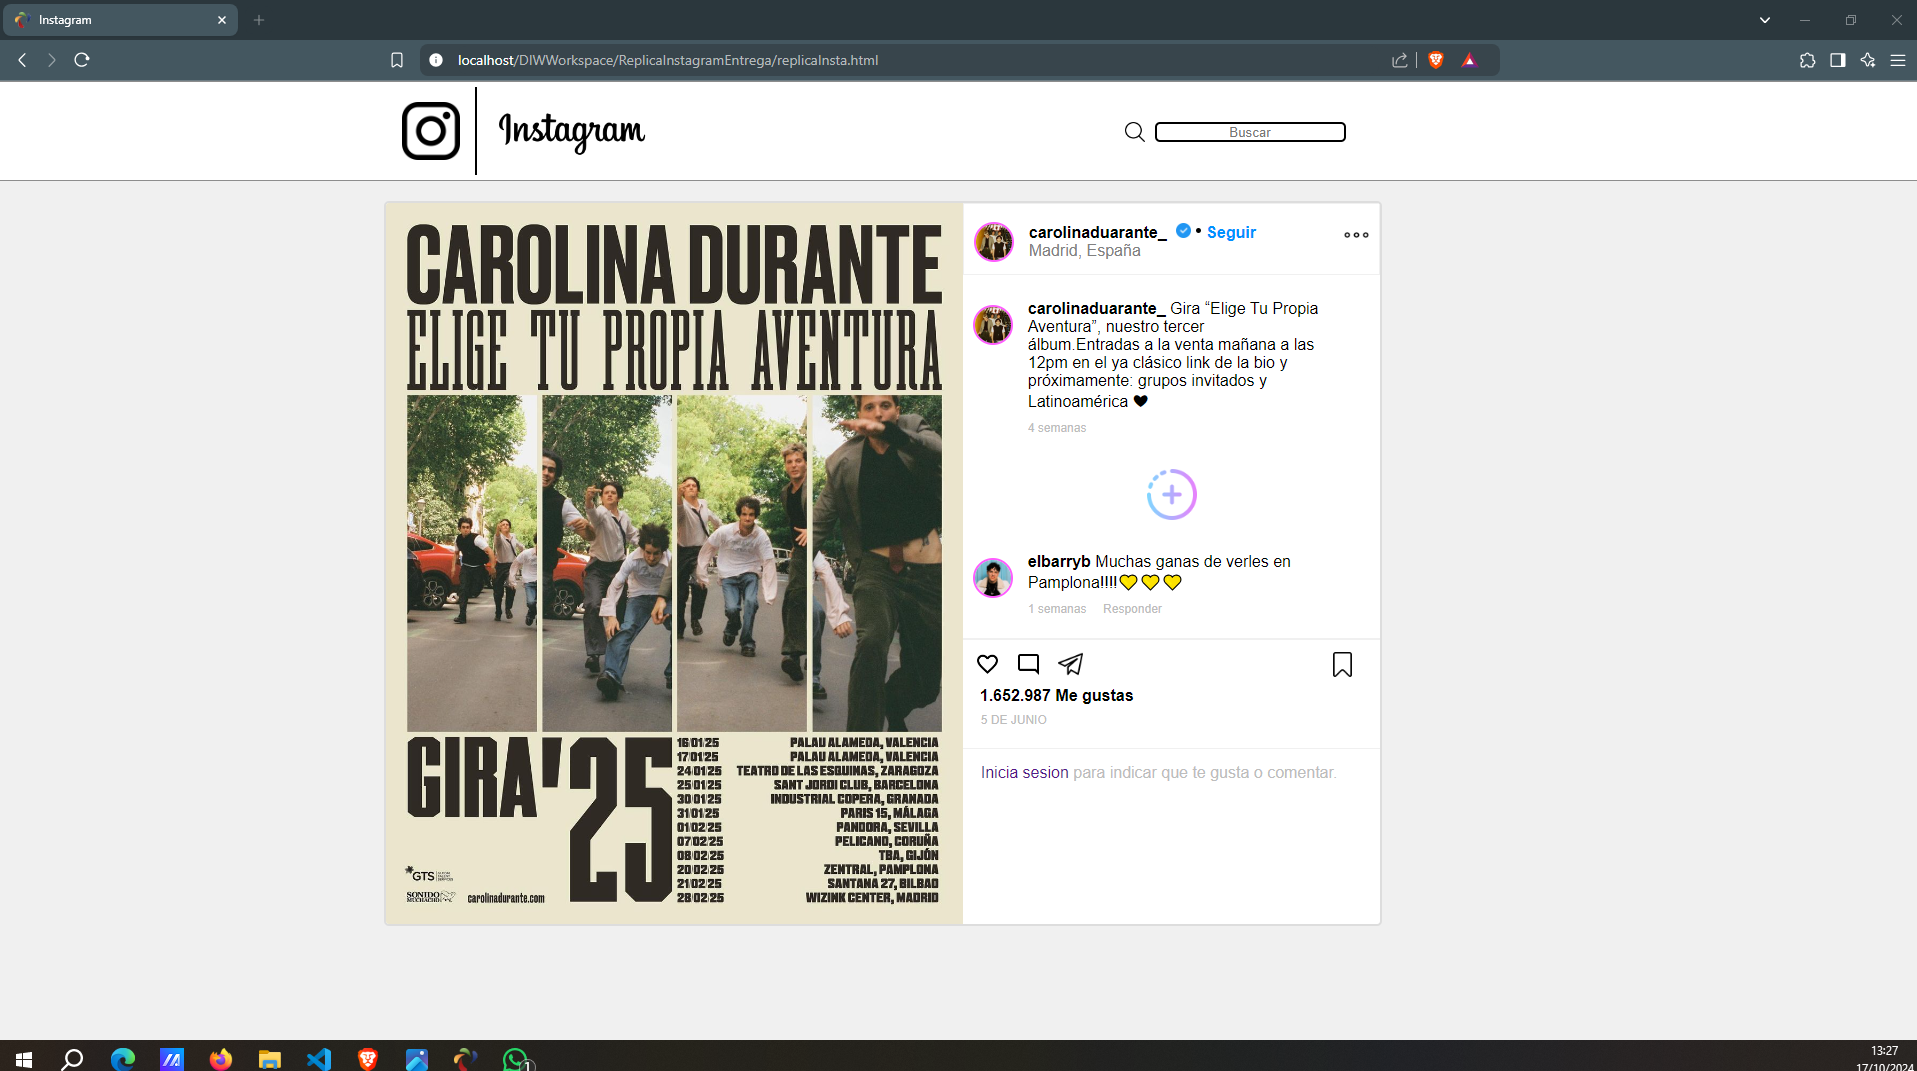 Instagram
localhost/DIWWorkspace/ReplicaInstagramEntrega/replicaInsta.html
Instagram
Buscar
CAROLINA DURANTE
ELIGE TU PROPIA AVENTURA
GIRA'25
16/01/25 PALAU ALAMEDA, VALENCIA
17/01/25 PALAU ALAMEDA, VALENCIA
24/01/25 TEATRO DE LAS ESQUINAS, ZARAGOZA
25/01/25 SANT JORDI CLUB, BARCELONA
30/01/25 INDUSTRIAL COPERA, GRANADA
31/01/25 PARIS 15, MÁLAGA
01/02/25 PANDORA, SEVILLA
07/02/25 PELICANO, CORUÑA
08/02/25 TBA, GIJÓN
20/02/25 ZENTRAL, PAMPLONA
21/02/25 SANTANA 27, BILBAO
28/02/25 WIZINK CENTER, MADRID
GTS
SONIDO
MUCHACHO
carolinadurante.com
carolinaduarante_ • Seguir
Madrid, España
carolinaduarante_ Gira “Elige Tu Propia
Aventura”, nuestro tercer
álbum.Entradas a la venta mañana a las
12pm en el ya clásico link de la bio y
próximamente: grupos invitados y
Latinoamérica 🖤
4 semanas
elbarryb Muchas ganas de verles en
Pamplona!!!!💛💛💛
1 semanas Responder
1.652.987 Me gustas
5 DE JUNIO
Inicia sesion para indicar que te gusta o comentar.
1
13:27
17/10/2024